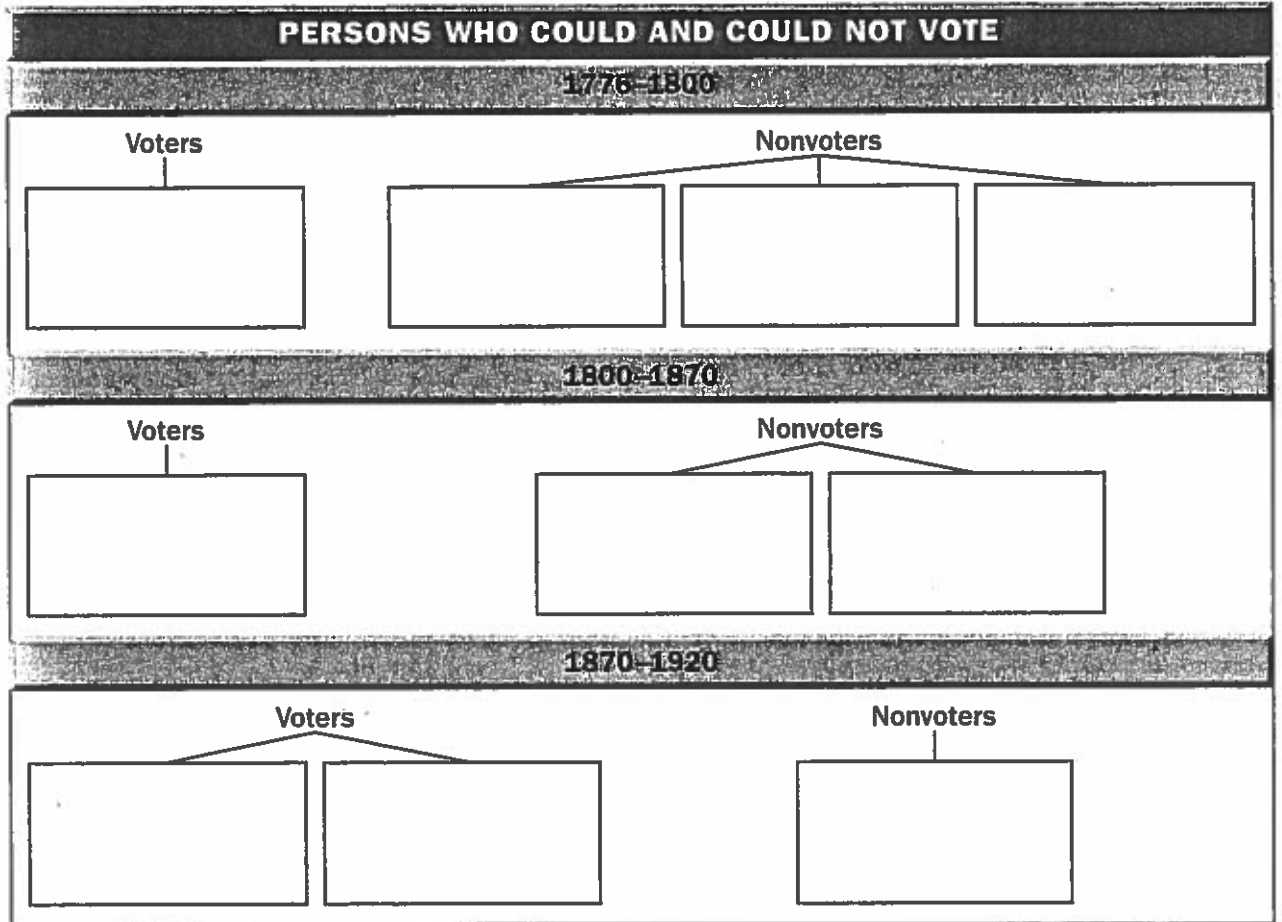 PERSONS WHO COULD AND COULD NOT VOTE
1776–1800
Voters
Nonvoters
1800–1870
Voters
Nonvoters
1870–1920
Voters
Nonvoters